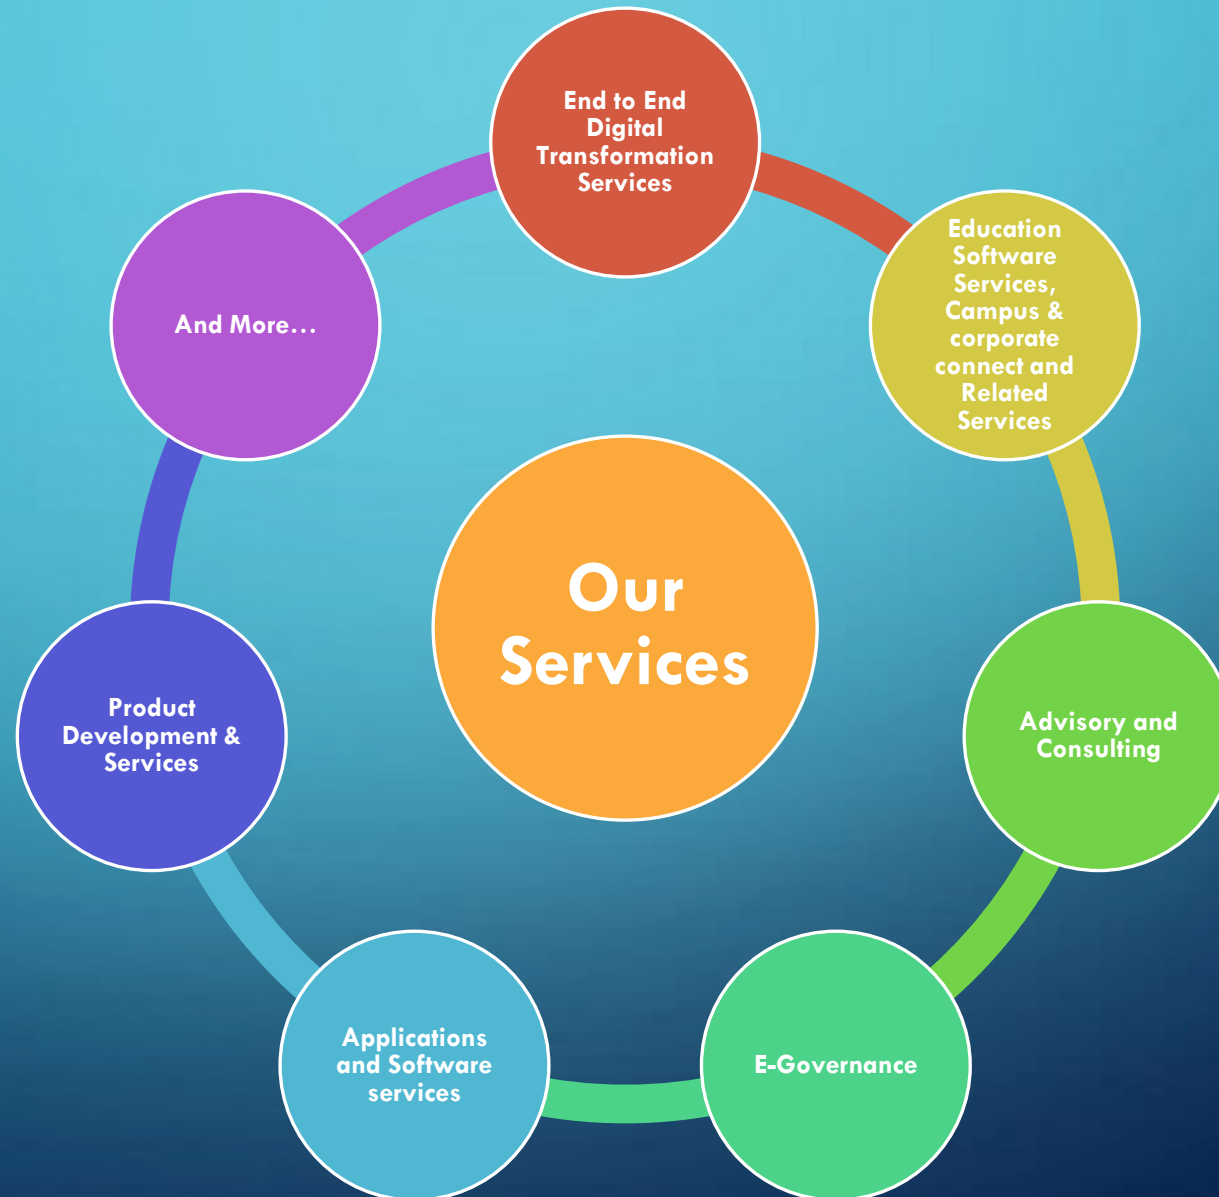 End to End
Digital
Transformation
Services
Education
Software
Services,
Campus &
corporate
connect and
Related
Services
Advisory and
Consulting
E-Governance
Applications
and Software
services
Product
Development &
Services
And More...
Our
Services